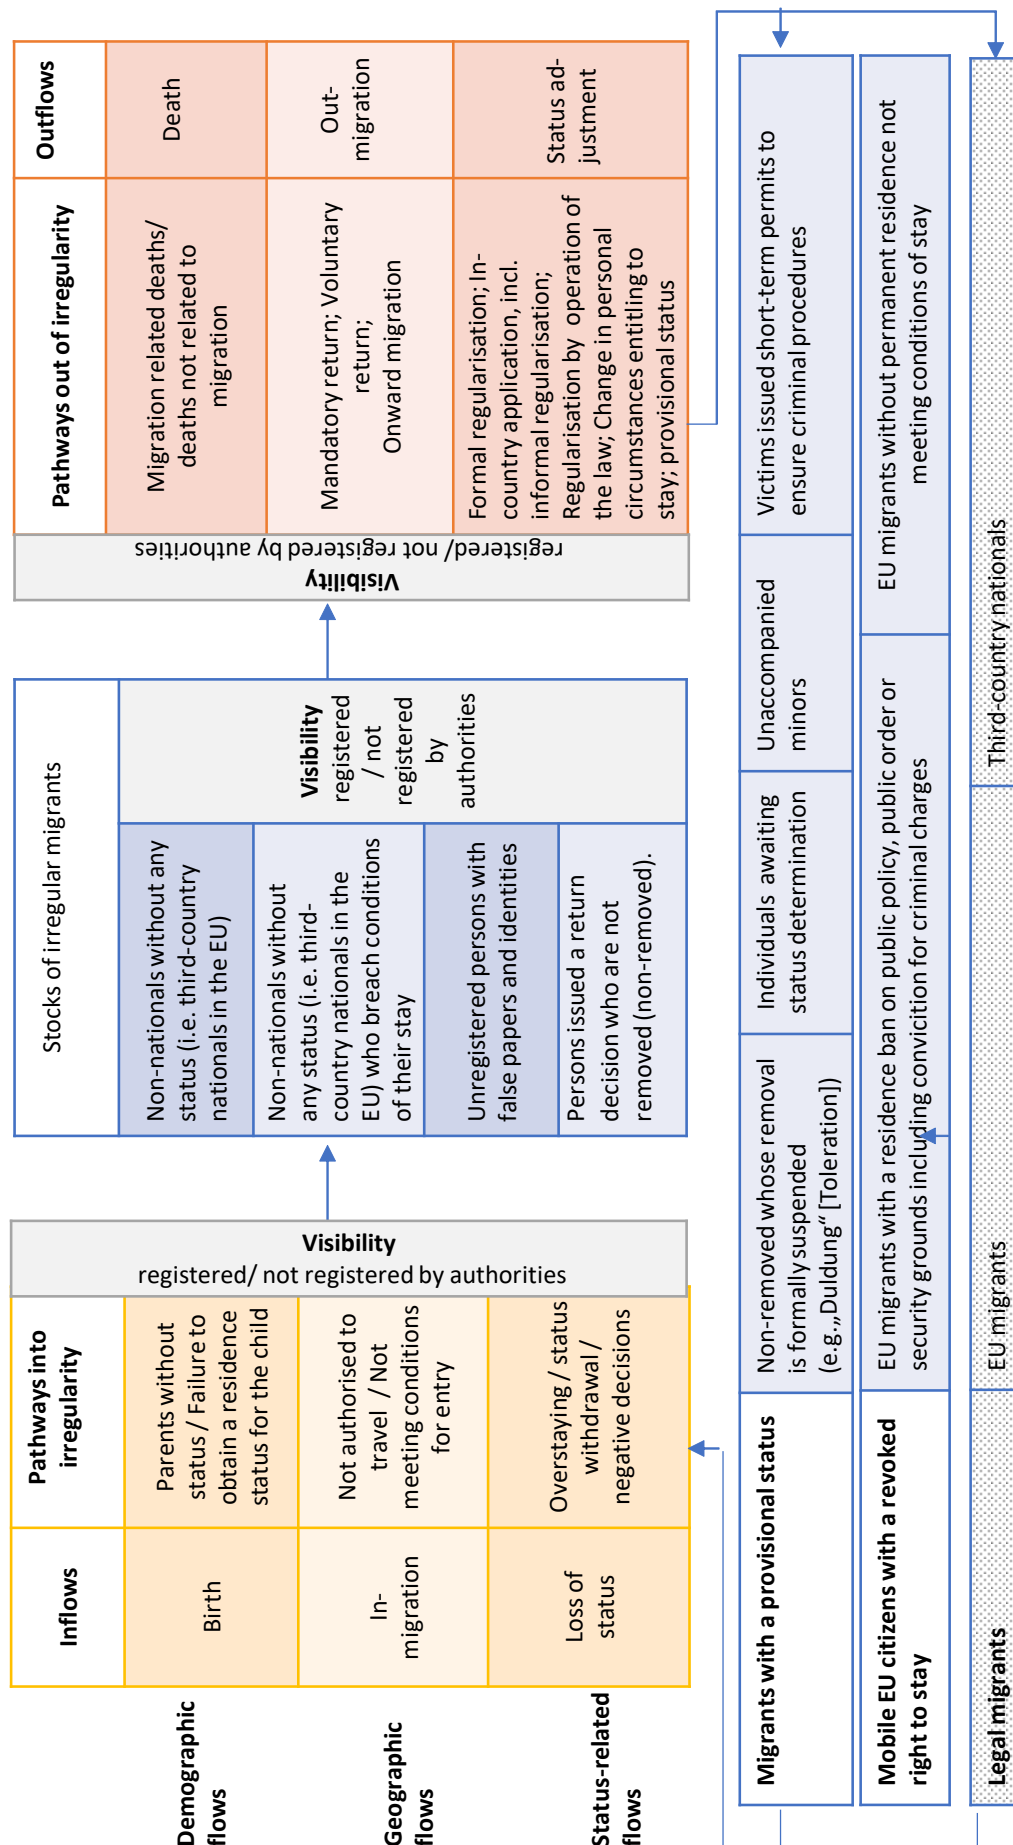 Inflows
Pathways into
irregularity
Demographic
flows
Birth
Parents without
status / Failure to
obtain a residence
status for the child
Geographic
flows
In-
migration
Not authorised to
travel / Not
meeting conditions
for entry
Status-related
flows
Loss of
status
Overstaying / status
withdrawal /
negative decisions
Visibility
registered/ not registered by authorities
Stocks of irregular migrants
Non-nationals without any
status (i.e. third-country
nationals in the EU)
Non-nationals without
any status (i.e. third-
country nationals in the
EU) who breach conditions
of their stay
Unregistered persons with
false papers and identities
Persons issued a return
decision who are not
removed (non-removed).
Visibility
registered
/ not
registered
by
authorities
Visibility
registered/ not registered by authorities
Pathways out of irregularity
Outflows
Migration related deaths/
deaths not related to
migration
Death
Mandatory return; Voluntary
return;
Onward migration
Out-
migration
Formal regularisation; In-
country application, incl.
informal regularisation;
Regularisation by operation of
the law; Change in personal
circumstances entitling to
stay; provisional status
Status ad-
justment
Migrants with a provisional status
Non-removed whose removal
is formally suspended
(e.g. „Duldung“ [Toleration])
Individuals awaiting
status determination
Unaccompanied
minors
Victims issued short-term permits to
ensure criminal procedures
Mobile EU citizens with a revoked
right to stay
EU migrants with a residence ban on public policy, public order or
security grounds including convicition for criminal charges
EU migrants without permanent residence not
meeting conditions of stay
Legal migrants
EU migrants
Third-country nationals